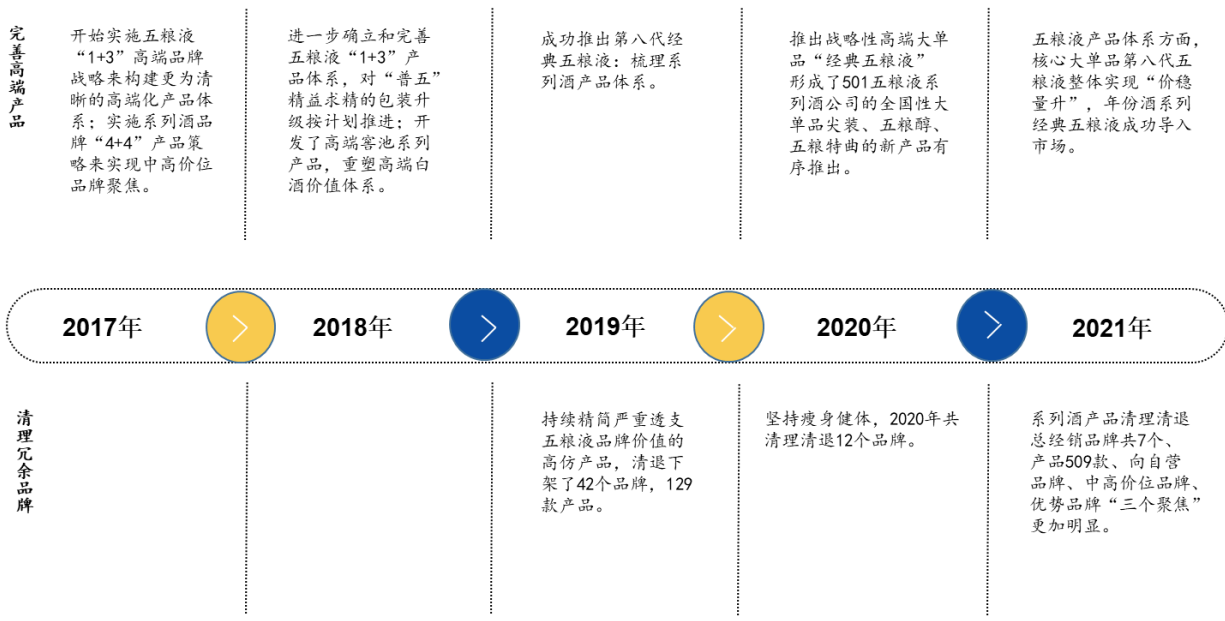 完善高端产品
开始实施五粮液
“1+3”高端品牌
战略来构建更为清
晰的高端化产品体
系；实施系列酒品
牌“4+4”产品策
略来实现中高价位
品牌聚焦。
进一步确立和完善
五粮液“1+3”产
品体系，对“普五”
精益求精的包装升
级按计划推进；开
发了高端窖池系列
产品，重塑高端白
酒价值体系。
成功推出第八代经
典五粮液：梳理系
列酒产品体系。
推出战略性高端大单
品“经典五粮液”
形成了501五粮液系
列酒公司的全国性大
单品尖装、五粮醇、
五粮特曲的新产品有
序推出。
五粮液产品体系方面，
核心大单品第八代五
粮液整体实现“价稳
量升”，年份酒系列
经典五粮液成功导入
市场。
2017年
2018年
2019年
2020年
2021年
清理冗余品牌
持续精简严重透支
五粮液品牌价值的
高仿产品，清退下
架了42个品牌，129
款产品。
坚持瘦身健体，2020年共
清理清退12个品牌。
系列酒产品清理清退
总经销品牌共7个、
产品509款、向自营
品牌、中高价位品牌、
优势品牌“三个聚焦”
更加明显。